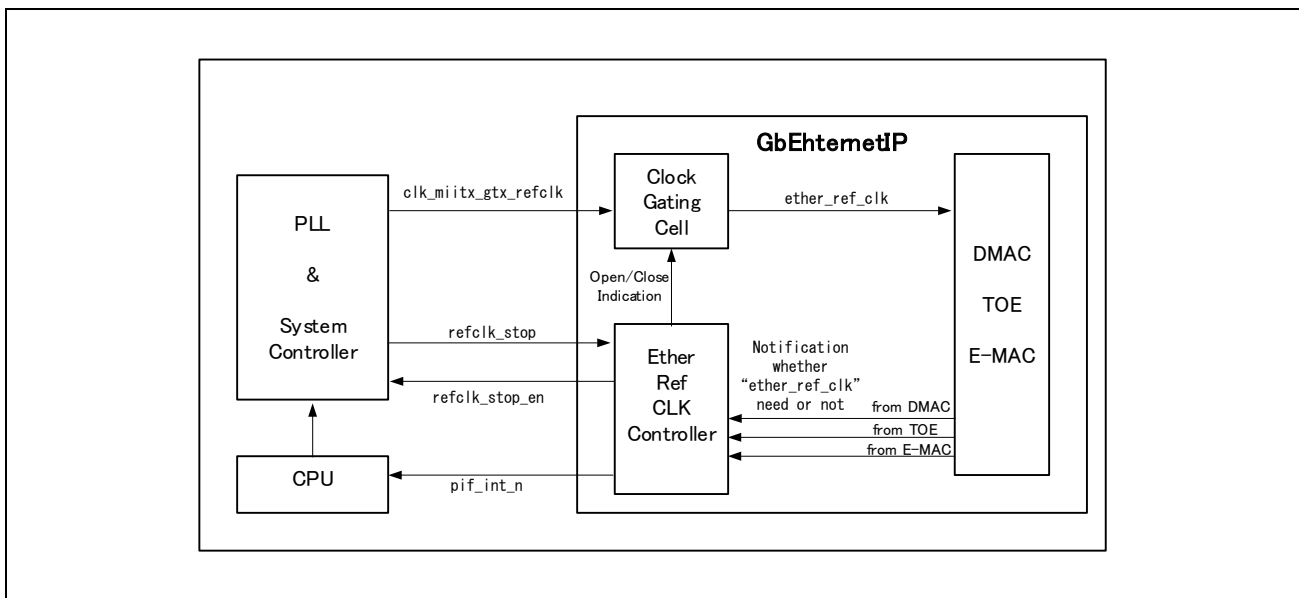 GbEhternetIP
PLL
&
System
Controller
clk_miitx_gtx_refclk
Clock
Gating
Cell
ether_ref_clk
DMAC
TOE
E-MAC
Open/Close
Indication
refclk_stop
refclk_stop_en
Ether
Ref
CLK
Controller
Notification
whether
“ether_ref_clk”
need or not
from DMAC
from TOE
from E-MAC
CPU
pif_int_n